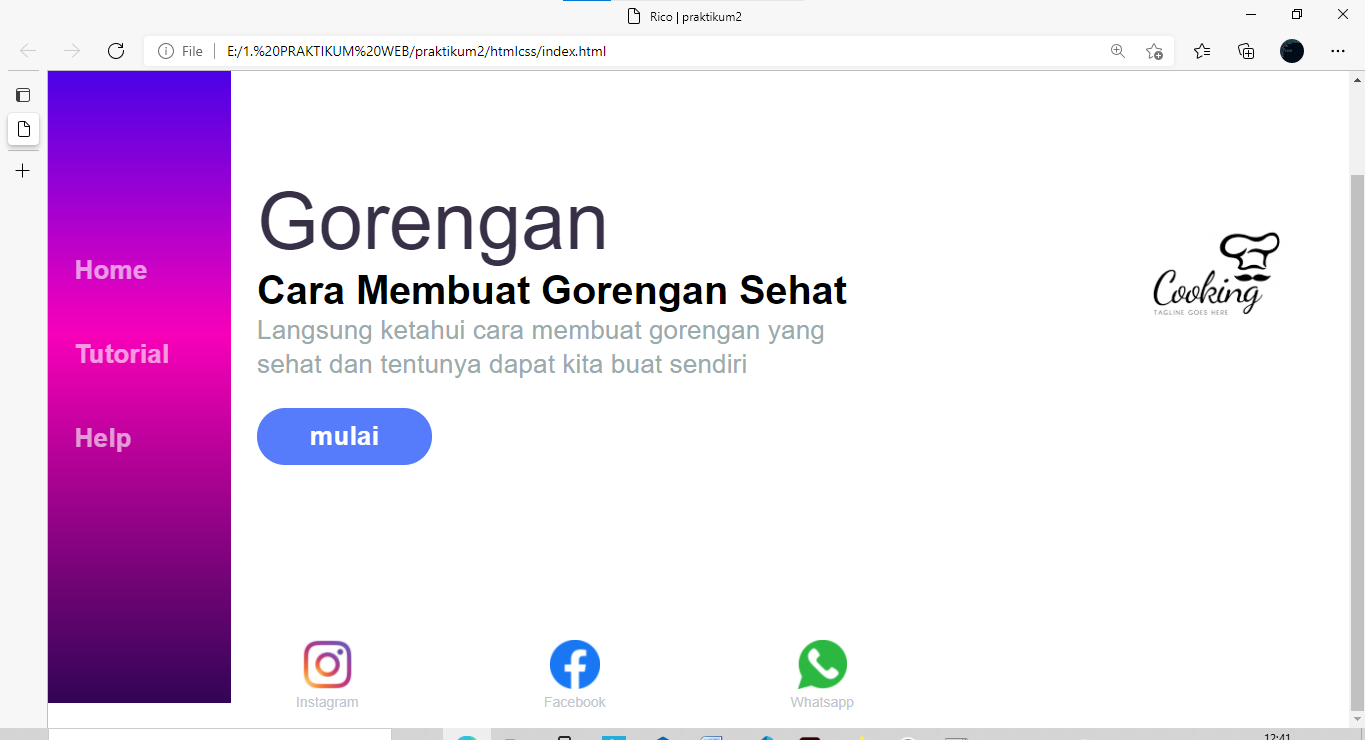 Rico | praktikum2
File
E:/1.%20PRAKTIKUM%20WEB/praktikum2/htmlcss/index.html
Home
Tutorial
Help
Gorengan
Cara Membuat Gorengan Sehat
Langsung ketahui cara membuat gorengan yang
sehat dan tentunya dapat kita buat sendiri
mulai
Cooking
TAGLINE GOES HERE
Instagram
Facebook
Whatsapp
12:41